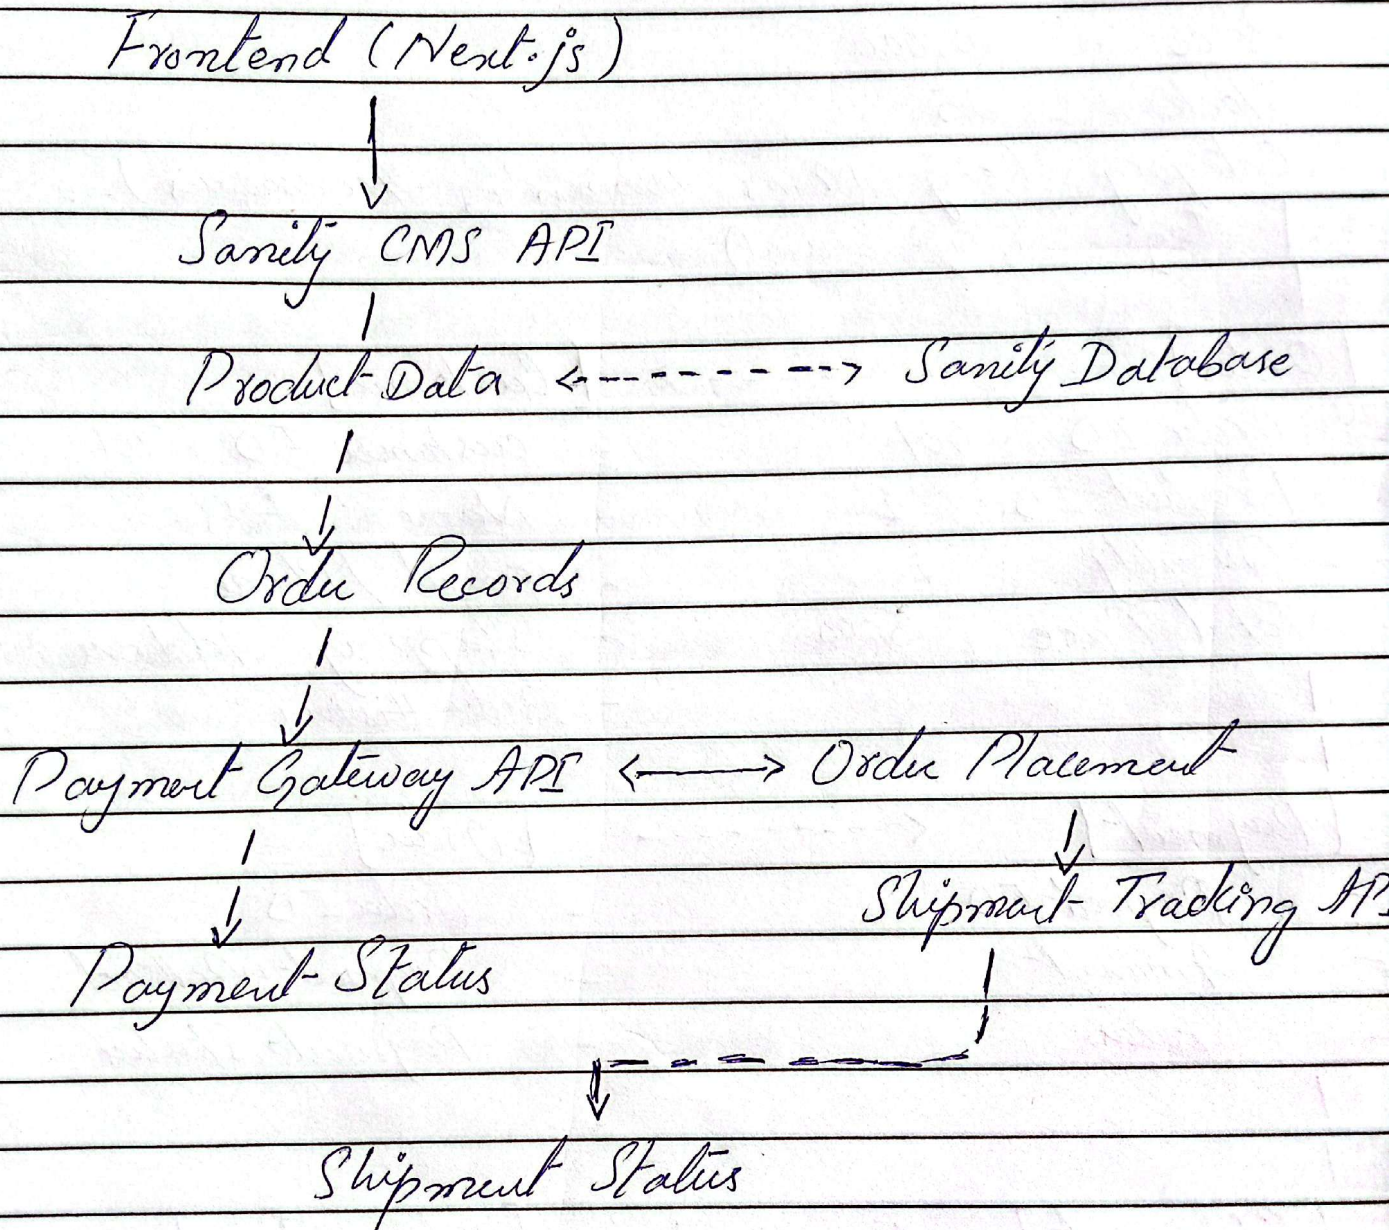 Frontend (Next.js)
Sanity CMS API
Product Data <-------> Sanity Database
Order Records
Payment Gateway API <——> Order Placement
Shipment Tracking API
Payment Status
Shipment Status